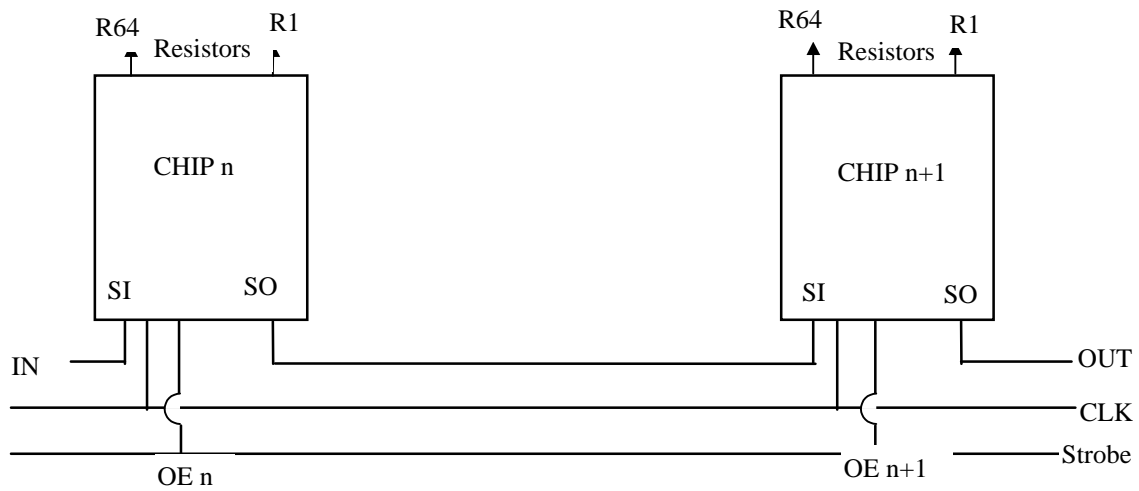 R64 Resistors R1
R64 Resistors R1
CHIP n
CHIP n+1
SI SO
SI SO
IN
OUT
CLK
Strobe
OE n
OE n+1